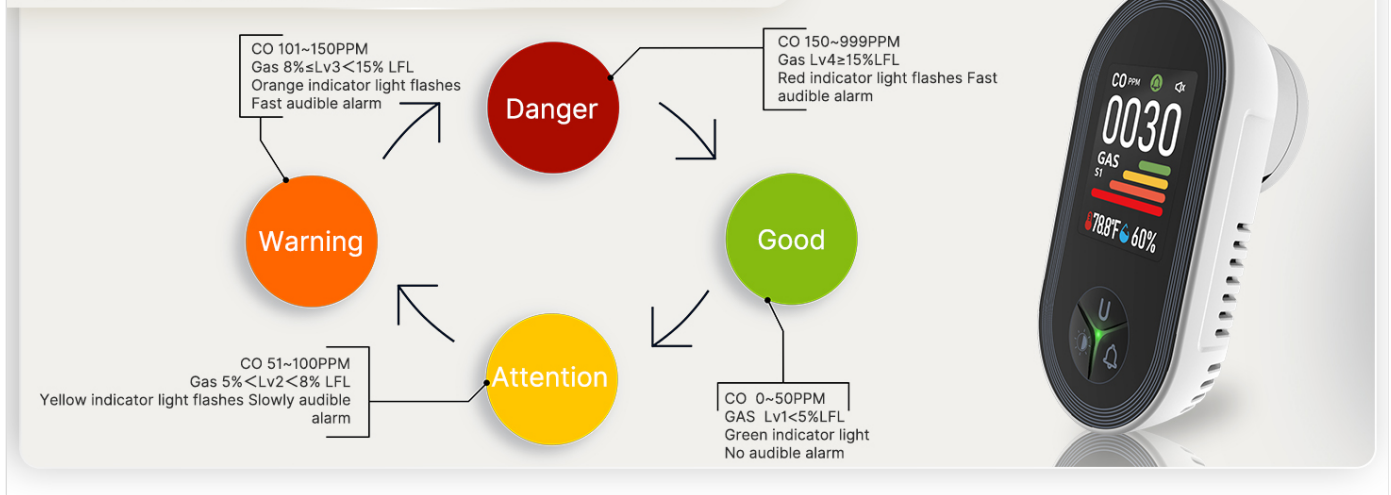 CO 101~150PPM
Gas 8%≤Lv3<15% LFL
Orange indicator light flashes
Fast audible alarm
Danger
CO 150~999PPM
Gas Lv4≥15%LFL
Red indicator light flashes Fast
audible alarm
Warning
Good
CO 51~100PPM
Gas 5%<Lv2<8% LFL
Yellow indicator light flashes Slowly audible
alarm
Attention
CO 0~50PPM
GAS Lv1<5%LFL
Green indicator light
No audible alarm
CO PPM
0030
GAS
S1
78.8°F 60%